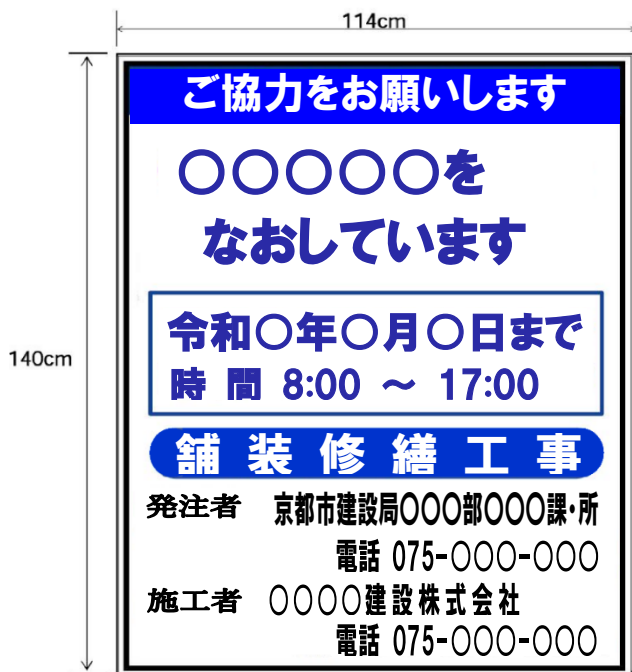 114cm
ご協力をお願いします
○○○○○を
なおしています
140cm
令和○年○月○日まで
時間 8:00 ～ 17:00
舗装修繕工事
発注者 京都市建設局○○○部○○○課・所
電話 075-○○○-○○○
施工者 ○○○○建設株式会社
電話 075-○○○-○○○